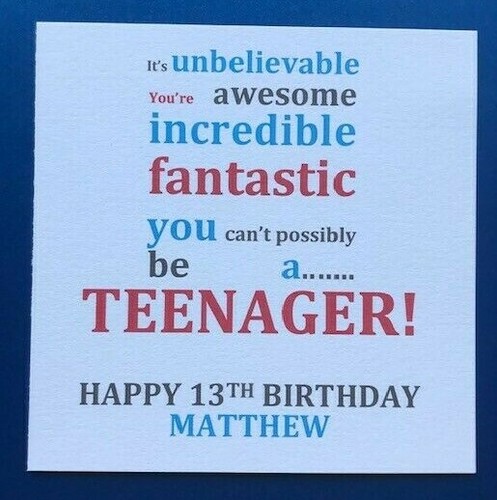 It's unbelievable
You're awesome
incredible
fantastic
you can't possibly
be a.......
TEENAGER!
HAPPY 13TH BIRTHDAY
MATTHEW